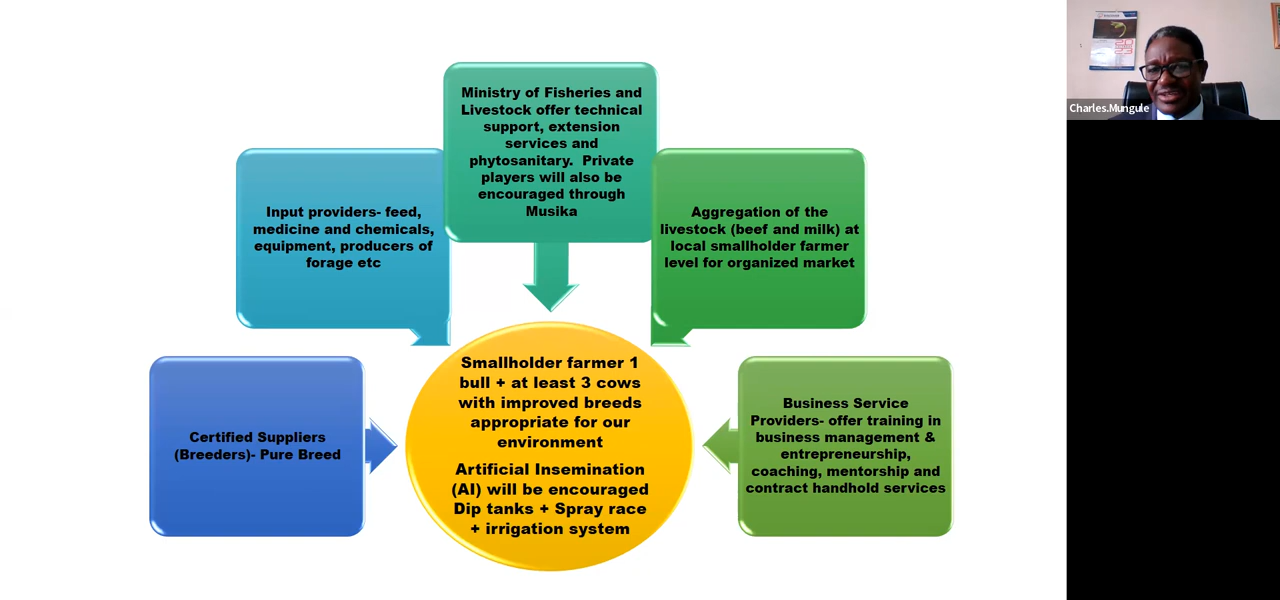 Ministry of Fisheries and
Livestock offer technical
support, extension
services and
phytosanitary.  Private
players will also be
encouraged through
Musika
Input providers- feed,
medicine and chemicals,
equipment, producers of
forage etc
Aggregation of the
livestock (beef and milk) at
local smallholder farmer
level for organized market
Certified Suppliers
(Breeders)- Pure Breed
Smallholder farmer 1
bull + at least 3 cows
with improved breeds
appropriate for our
environment
Artificial Insemination
(AI) will be encouraged
Dip tanks + Spray race
+ irrigation system
Business Service
Providers- offer training in
business management &
entrepreneurship,
coaching, mentorship and
contract handhold services
Charles.Mungule